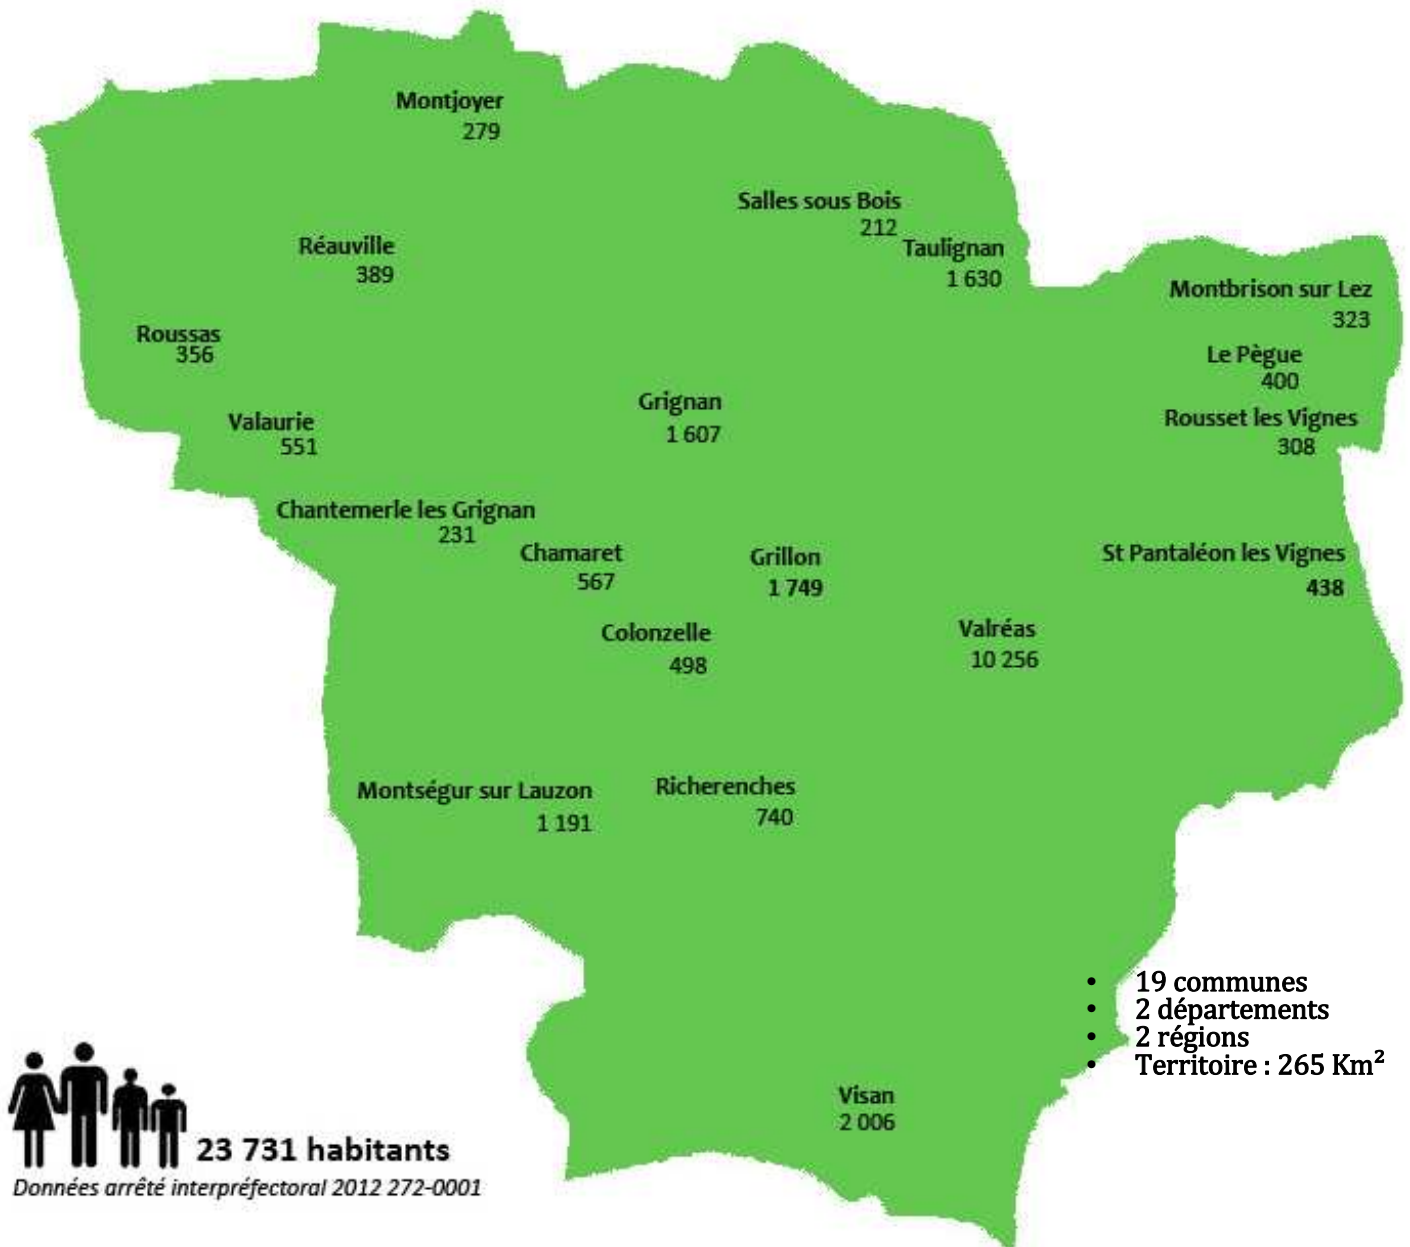 Montjoyer
279
Salles sous Bois
212
Taulignan
1 630
Réauville
389
Montbrison sur Lez
323
Roussas
356
Le Pègue
400
Grignan
1 607
Rousset les Vignes
308
Valaurie
551
Chantemerle les Grignan
231
Chamaret
567
Grillon
1 749
St Pantaléon les Vignes
438
Colonzelle
498
Valréas
10 256
Montségur sur Lauzon
1 191
Richerenches
740
• 19 communes
• 2 départements
• 2 régions
• Territoire : 265 Km²
Visan
2 006
23 731 habitants
Données arrêté interpréfectoral 2012 272-0001